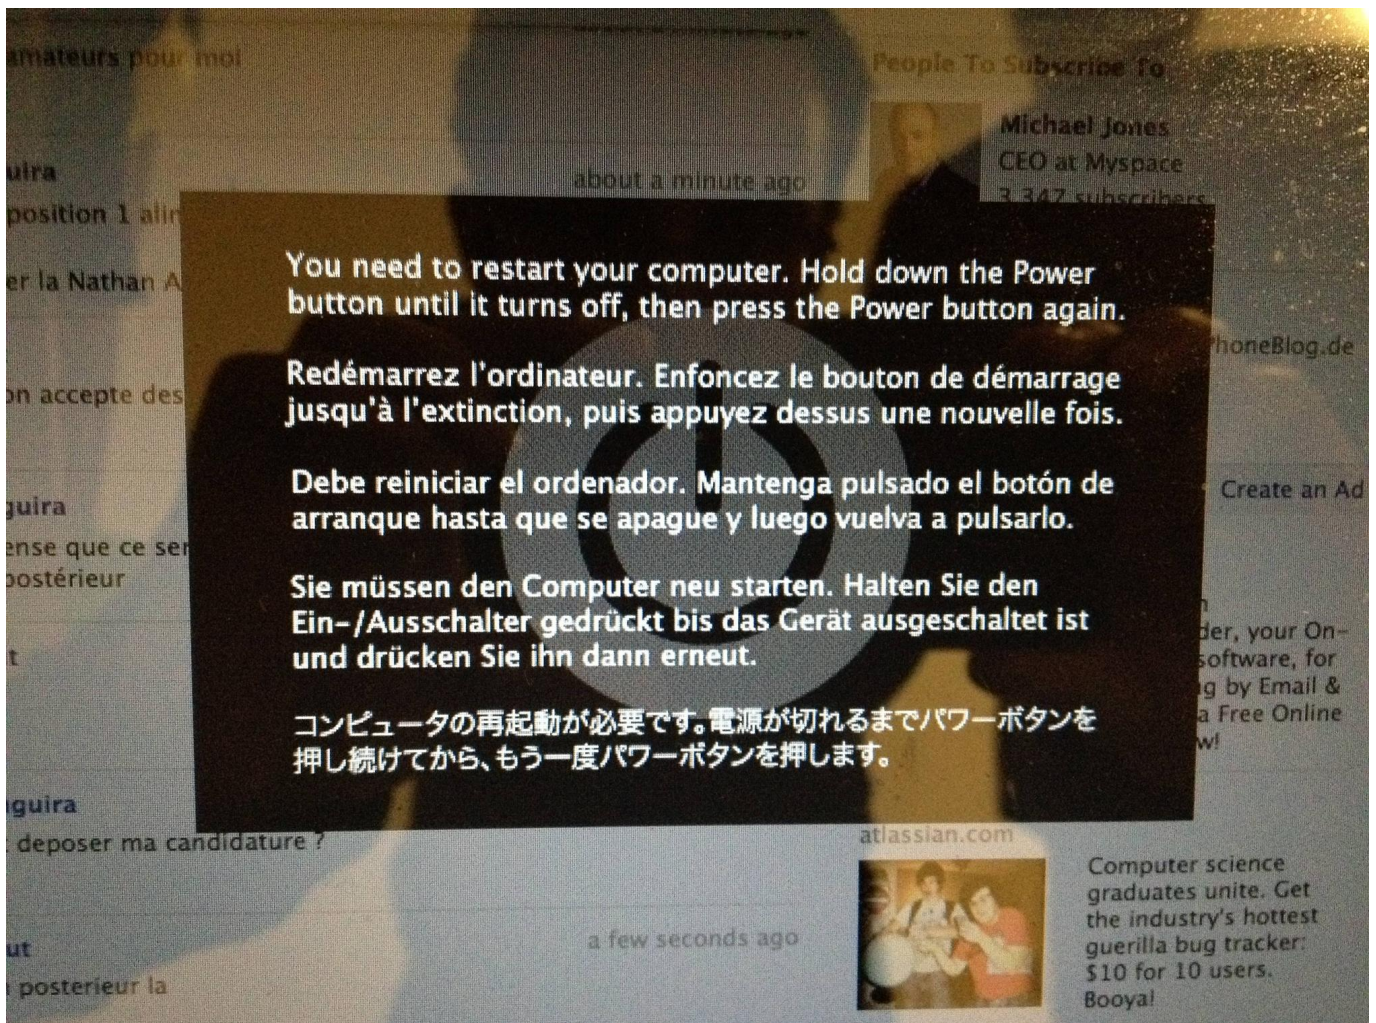 amateurs pour moi
People To Subscribe To
Michael Jones
CEO at Myspace
3,347 subscribers
uira
about a minute ago
position 1 alin
er la Nathan A
You need to restart your computer. Hold down the Power
button until it turns off, then press the Power button again.
Redémarrez l'ordinateur. Enfoncez le bouton de démarrage
jusqu'à l'extinction, puis appuyez dessus une nouvelle fois.
Debe reiniciar el ordenador. Mantenga pulsado el botón de
arranque hasta que se apague y luego vuelva a pulsarlo.
Sie müssen den Computer neu starten. Halten Sie den
Ein-/Ausschalter gedrückt bis das Gerät ausgeschaltet ist
und drücken Sie ihn dann erneut.
コンピュータの再起動が必要です。電源が切れるまでパワーボタンを
押し続けてから、もう一度パワーボタンを押します。
honeBlog.de
on accepte des
Create an Ad
guira
ense que ce ser
postérieur
t
der, your On-
software, for
g by Email &
a Free Online
w!
guira
deposer ma candidature ?
atlassian.com
Computer science
graduates unite. Get
the industry's hottest
guerilla bug tracker:
$10 for 10 users.
Booya!
ut
a few seconds ago
posterieur la